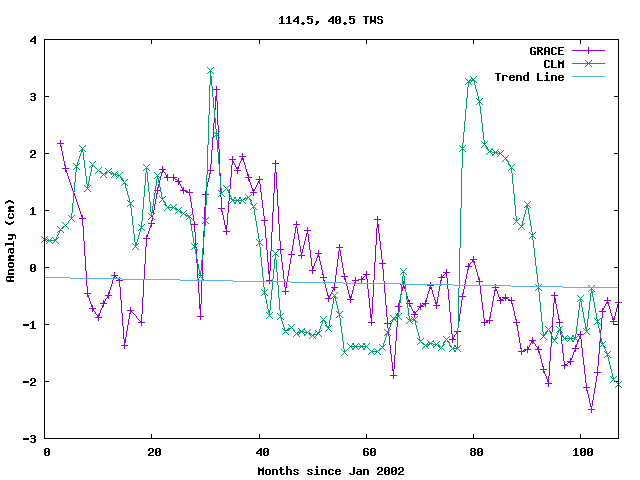 114.5, 40.5 TWS
GRACE
CLM
Trend Line
4
3
2
1
0
-1
-2
-3
Anomaly (cm)
0 20 40 60 80 100
Months since Jan 2002